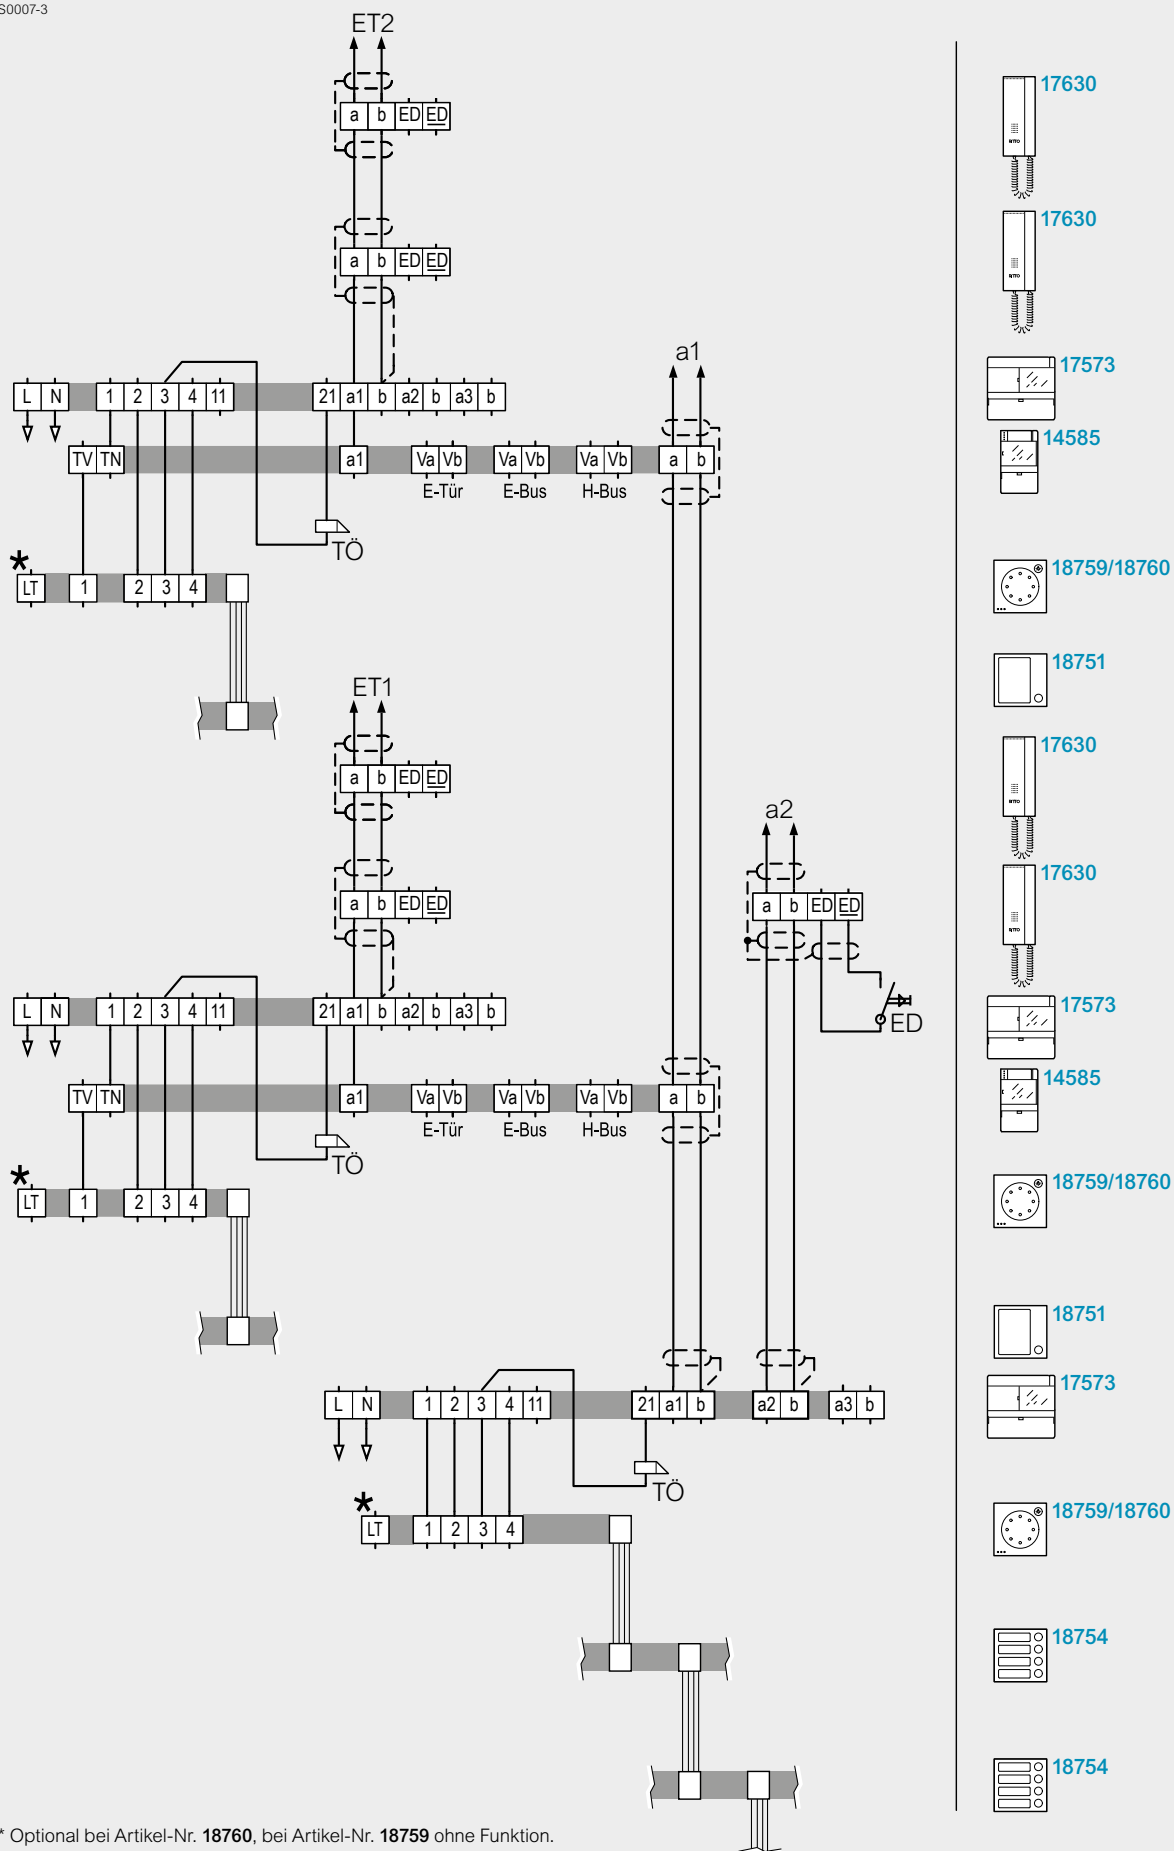 S0007-3
ET2
a b ED ED
17630
a b ED ED
17630
a1
L N 1 2 3 4 11 21 a1 b a2 b a3 b
17573
TV TN a1 Va Vb Va Vb Va Vb a b
14585
E-Tür E-Bus H-Bus
TÖ
*
LT 1 2 3 4
18759/18760
18751
ET1
a b ED ED
17630
a2
a b ED ED
17630
a b ED ED
L N 1 2 3 4 11 21 a1 b a2 b a3 b
17573
ED
TV TN a1 Va Vb Va Vb Va Vb a b
14585
E-Tür E-Bus H-Bus
TÖ
*
LT 1 2 3 4
18759/18760
18751
L N 1 2 3 4 11 21 a1 b a2 b a3 b
17573
TÖ
*
LT 1 2 3 4
18759/18760
18754
18754
* Optional bei Artikel-Nr. 18760, bei Artikel-Nr. 18759 ohne Funktion.